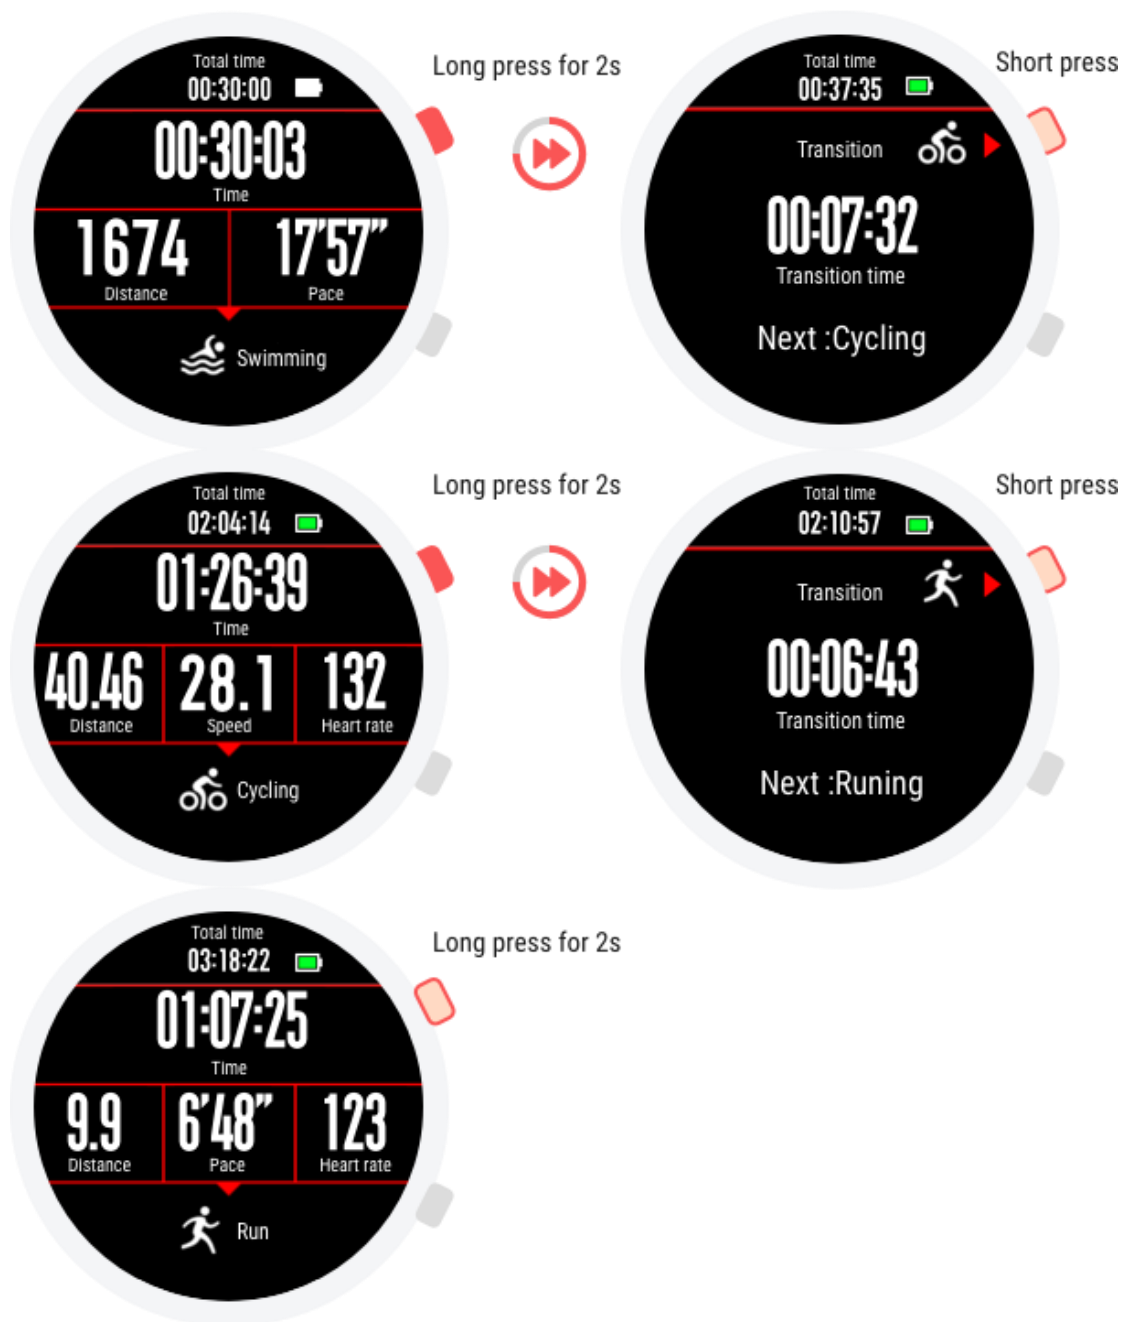 Total time
00:30:00
Long press for 2s
00:30:03
Time
1674
17'57"
Distance
Pace
Swimming
Total time
00:37:35
Short press
Transition
00:07:32
Transition time
Next :Cycling
Total time
02:04:14
Long press for 2s
01:26:39
Time
40.46
28.1
132
Distance
Speed
Heart rate
Cycling
Total time
02:10:57
Short press
Transition
00:06:43
Transition time
Next :Runing
Total time
03:18:22
Long press for 2s
01:07:25
Time
9.9
6'48"
123
Distance
Pace
Heart rate
Run